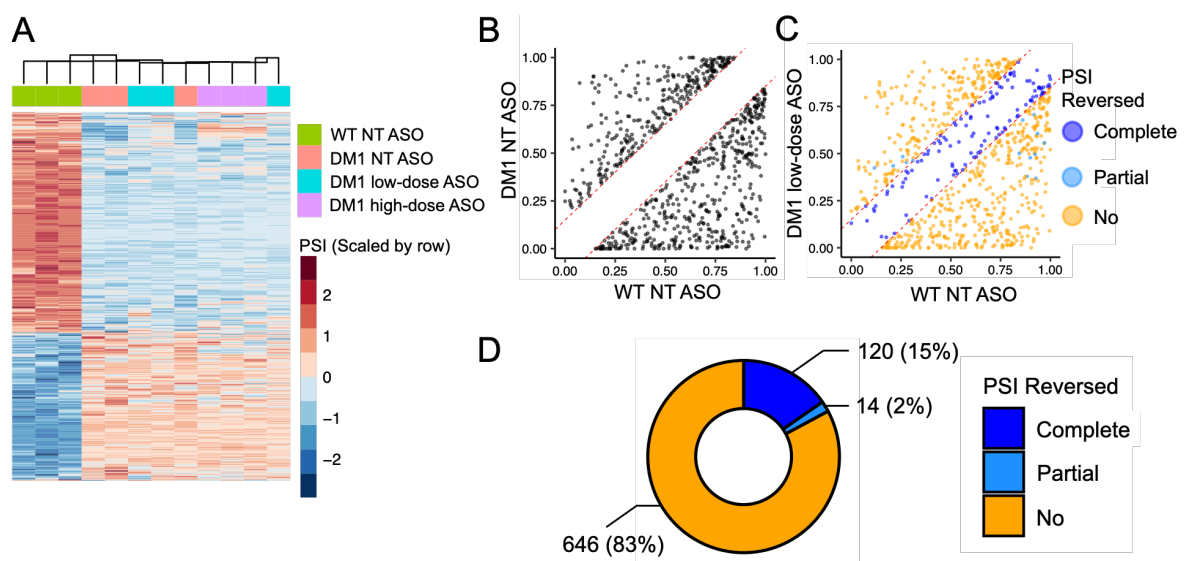 A
WT NT ASO
DM1 NT ASO
DM1 low-dose ASO
DM1 high-dose ASO
PSI (Scaled by row)
2
1
0
−1
−2
B
DM1 NT ASO
1.00
0.75
0.50
0.25
0.00
0.00 0.25 0.50 0.75 1.00
WT NT ASO
C
DM1 low-dose ASO
1.00
0.75
0.50
0.25
0.00
0.00 0.25 0.50 0.75 1.00
WT NT ASO
PSI
Reversed
Complete
Partial
No
D
120 (15%)
14 (2%)
646 (83%)
PSI Reversed
Complete
Partial
No